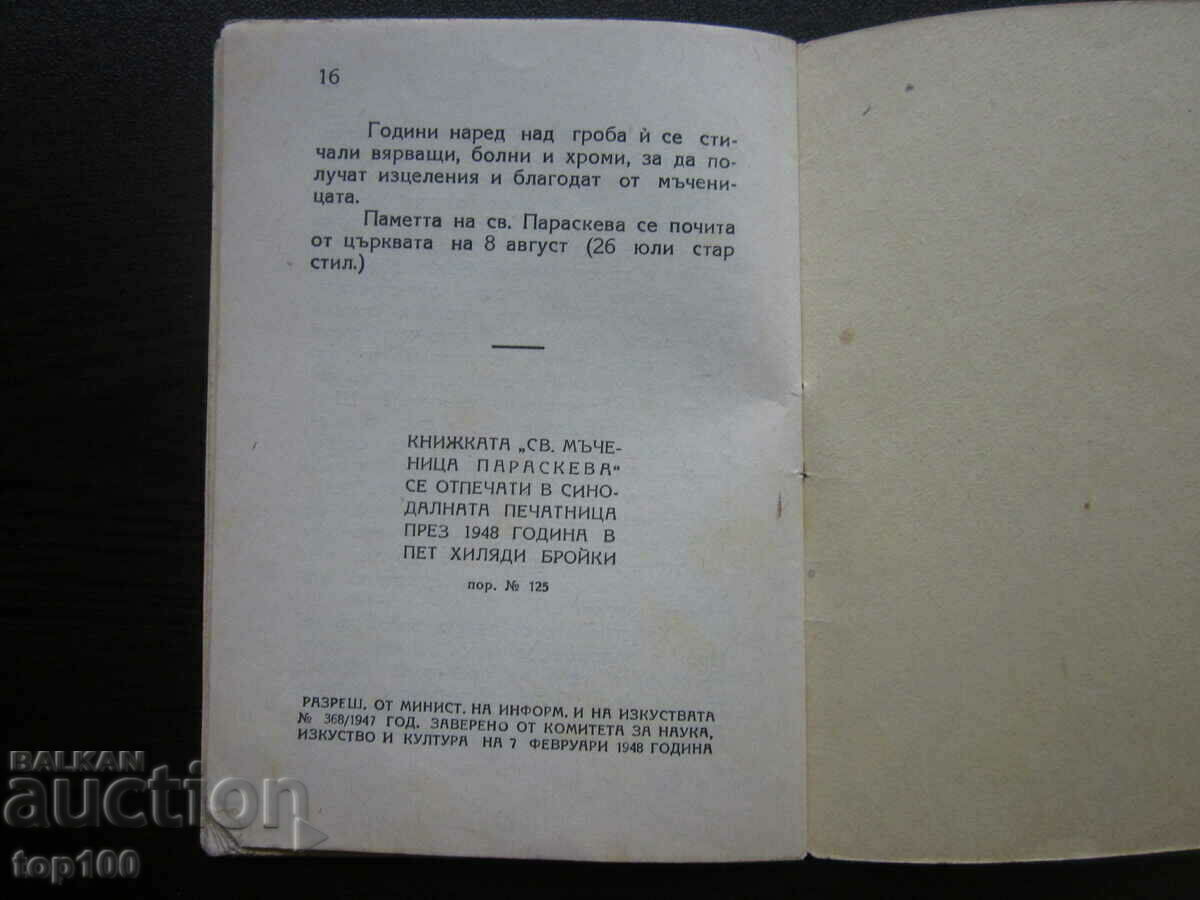 16
Години наред над гроба ѝ се сти-
чали вярващи, болни и хроми, за да по-
лучат изцеления и благодат от мъчени-
цата.
Паметта на св. Параскева се почита
от църквата на 8 август (26 юли стар
стил.)
КНИЖКАТА „СВ. МЪЧЕ-
НИЦА ПАРАСКЕВА“
СЕ ОТПЕЧАТИ В СИНО-
ДАЛНАТА ПЕЧАТНИЦА
ПРЕЗ 1948 ГОДИНА В
ПЕТ ХИЛЯДИ БРОЙКИ
пор. № 125
РАЗРЕШ. ОТ МИНИСТ. НА ИНФОРМ. И НА ИЗКУСТВАТА
№ 368/1947 ГОД. ЗАВЕРЕНО ОТ КОМИТЕТА ЗА НАУКА,
ИЗКУСТВО И КУЛТУРА НА 7 ФЕВРУАРИ 1948 ГОДИНА
BALKAN
auction
top100